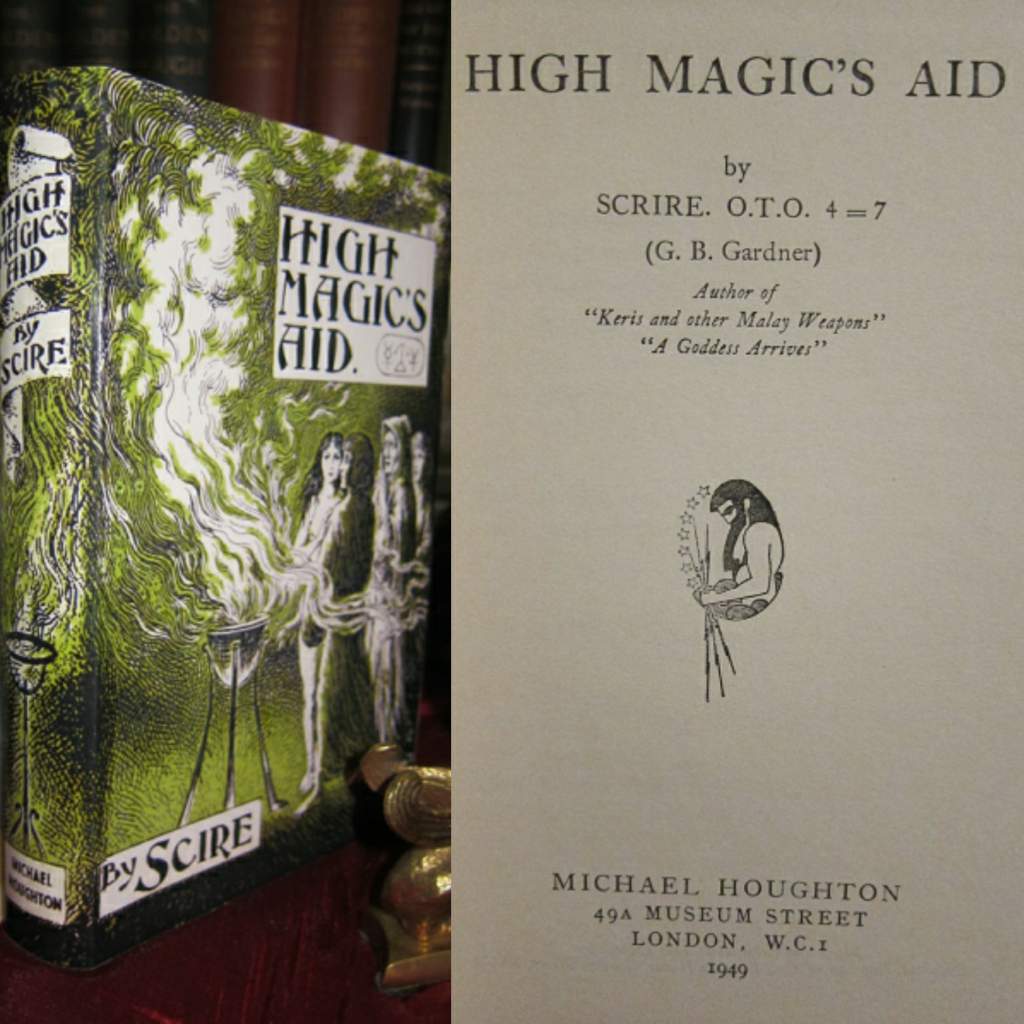 HIGH
MAGIC'S
AID
BY
SCIRE
MICHAEL
HOUGHTON
HIGH
MAGIC'S
AID.
BY SCIRE
HIGH MAGIC'S AID
by
SCRIRE. O.T.O. 4=7
(G. B. Gardner)
Author of
"Keris and other Malay Weapons"
"A Goddess Arrives"
MICHAEL HOUGHTON
49A MUSEUM STREET
LONDON, W.C.1
1949